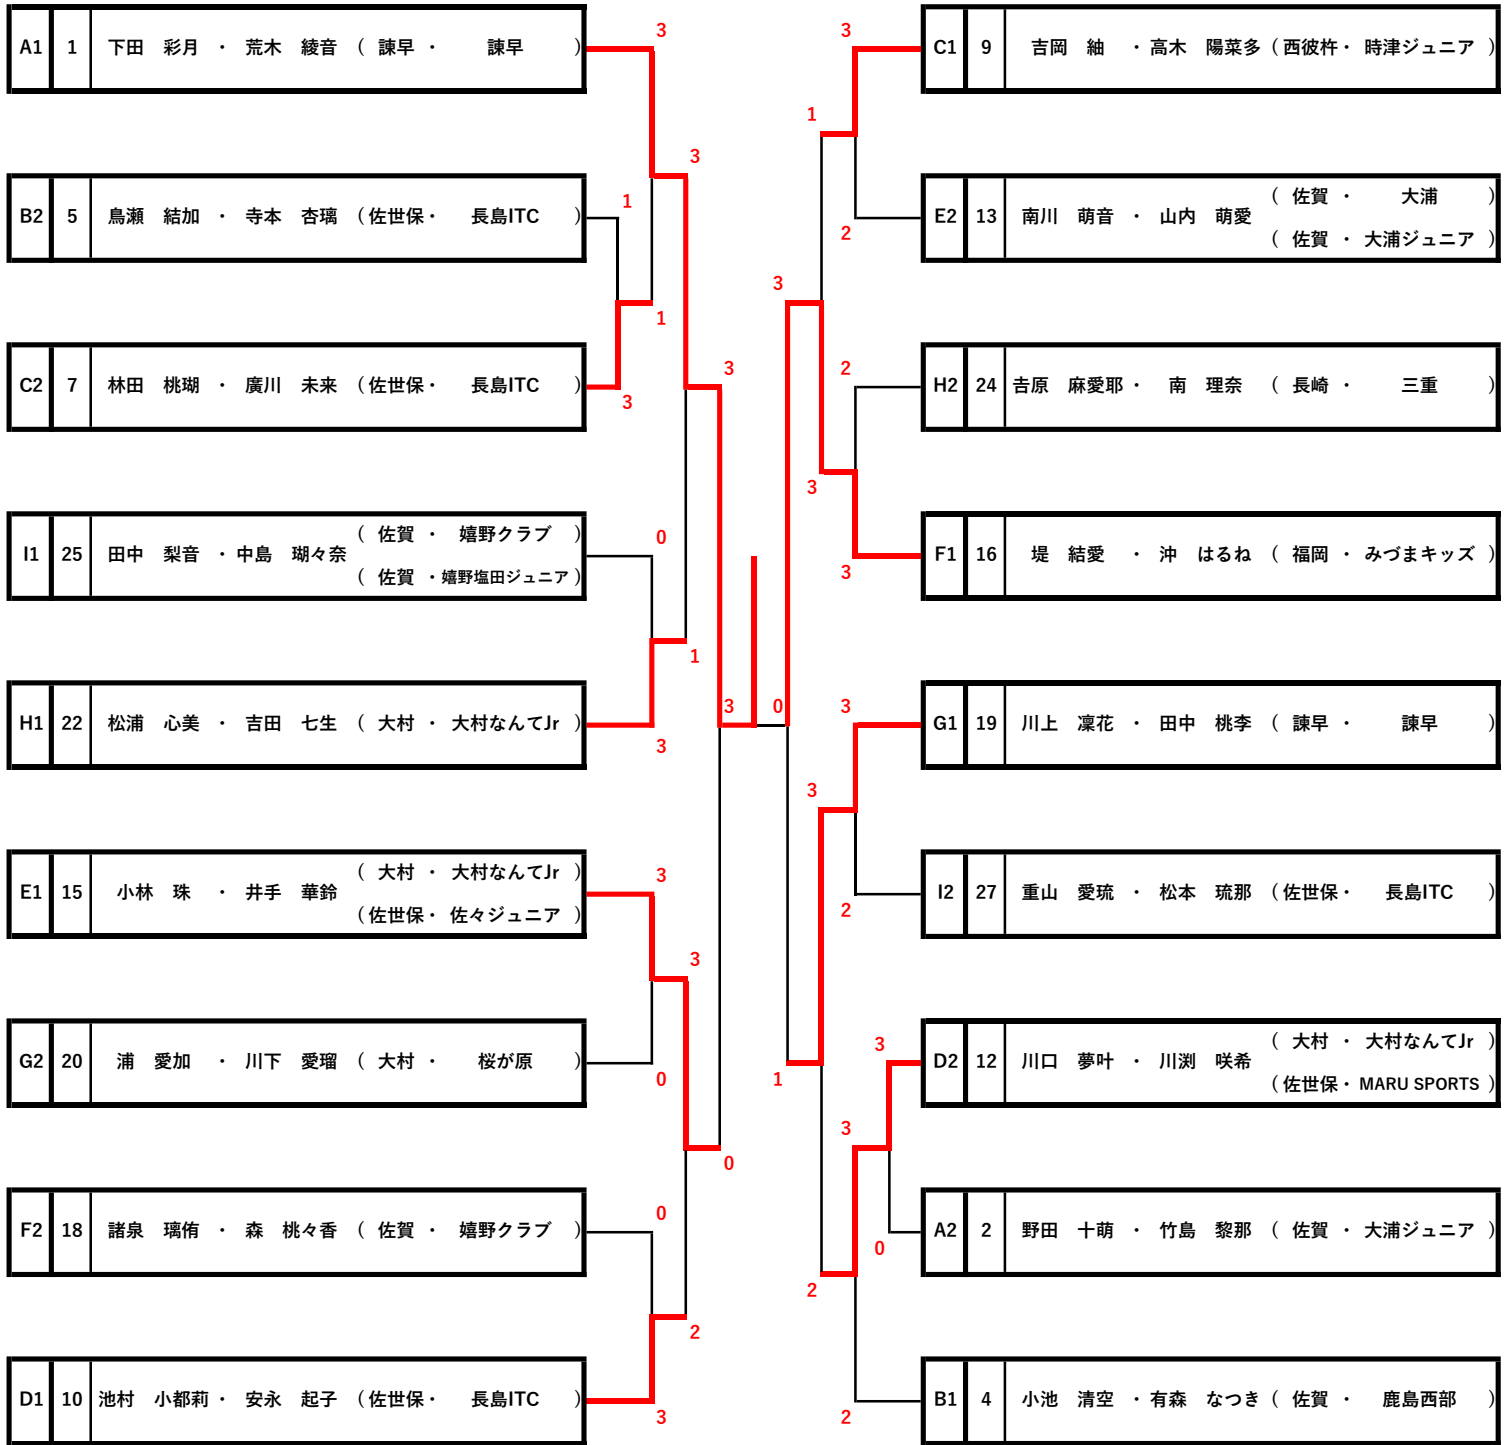 A1 1 下田 彩月 ・ 荒木 綾音 ( 諫早 ・ 諫早 )
B2 5 鳥瀬 結加 ・ 寺本 杏璃 ( 佐世保 ・ 長島ITC )
C2 7 林田 桃瑚 ・ 廣川 未来 ( 佐世保 ・ 長島ITC )
I1 25 田中 梨音 ・ 中島 瑚々奈 ( 佐賀 ・ 嬉野クラブ )
( 佐賀 ・ 嬉野塩田ジュニア )
H1 22 松浦 心美 ・ 吉田 七生 ( 大村 ・ 大村なんてJr )
E1 15 小林 珠 ・ 井手 華鈴 ( 大村 ・ 大村なんてJr )
( 佐世保 ・ 佐々ジュニア )
G2 20 浦 愛加 ・ 川下 愛瑠 ( 大村 ・ 桜が原 )
F2 18 諸泉 璃侑 ・ 森 桃々香 ( 佐賀 ・ 嬉野クラブ )
D1 10 池村 小都莉 ・ 安永 起子 ( 佐世保 ・ 長島ITC )
3
3
1
1
3
3
0
1
3
3
3
3
0
0
0
2
3
3
1
2
3
2
3
3
0
3
3
2
3
1
3
0
2
2
C1 9 吉岡 紬 ・ 高木 陽菜多 ( 西彼杵 ・ 時津ジュニア )
E2 13 南川 萌音 ・ 山内 萌愛 ( 佐賀 ・ 大浦 )
( 佐賀 ・ 大浦ジュニア )
H2 24 吉原 麻愛耶 ・ 南 理奈 ( 長崎 ・ 三重 )
F1 16 堤 結愛 ・ 沖 はるね ( 福岡 ・ みづまキッズ )
G1 19 川上 凜花 ・ 田中 桃李 ( 諫早 ・ 諫早 )
I2 27 重山 愛琉 ・ 松本 琉那 ( 佐世保 ・ 長島ITC )
D2 12 川口 夢叶 ・ 川渕 咲希 ( 大村 ・ 大村なんてJr )
( 佐世保 ・ MARU SPORTS )
A2 2 野田 十萌 ・ 竹島 黎那 ( 佐賀 ・ 大浦ジュニア )
B1 4 小池 清空 ・ 有森 なつき ( 佐賀 ・ 鹿島西部 )